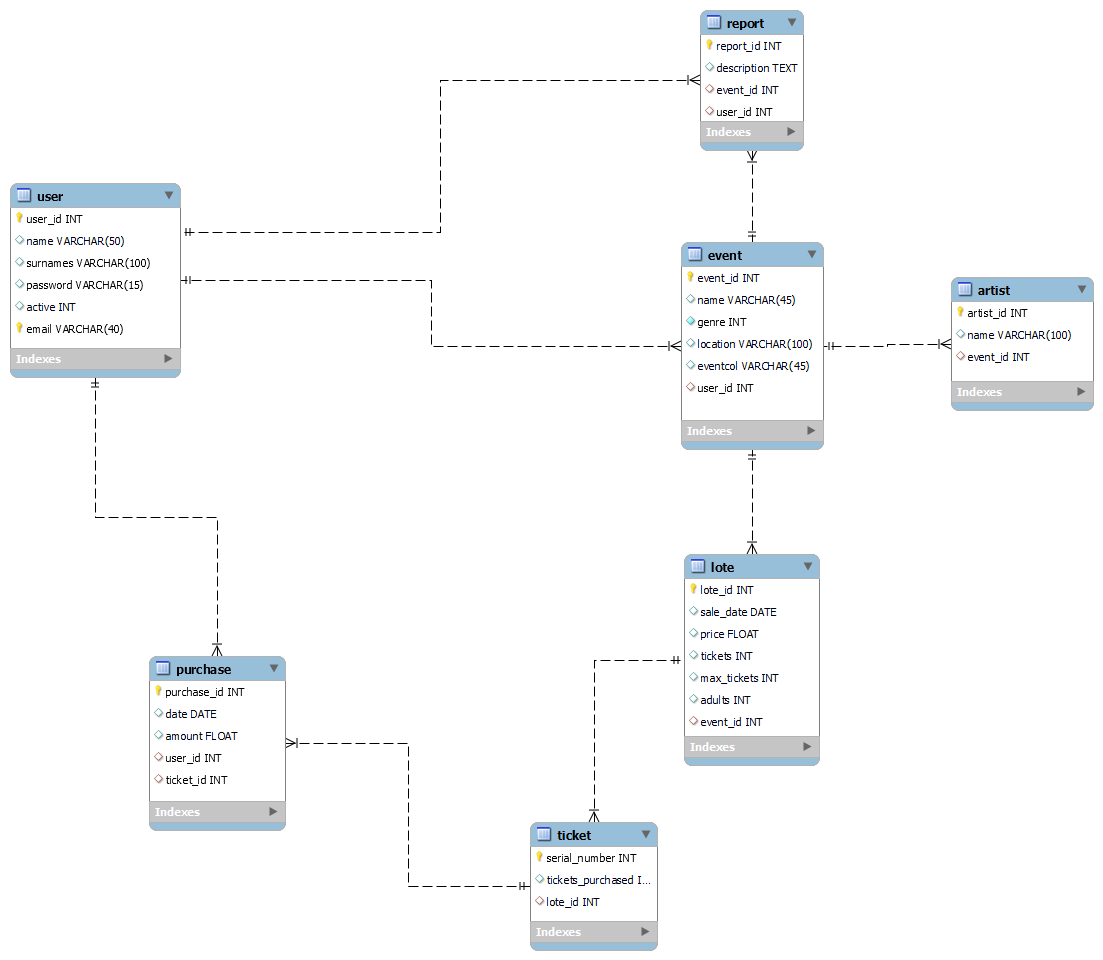 report
report_id INT
description TEXT
event_id INT
user_id INT
Indexes
user
user_id INT
name VARCHAR(50)
surnames VARCHAR(100)
password VARCHAR(15)
active INT
email VARCHAR(40)
Indexes
event
event_id INT
name VARCHAR(45)
genre INT
location VARCHAR(100)
eventcol VARCHAR(45)
user_id INT
Indexes
artist
artist_id INT
name VARCHAR(100)
event_id INT
Indexes
lote
lote_id INT
sale_date DATE
price FLOAT
tickets INT
max_tickets INT
adults INT
event_id INT
Indexes
purchase
purchase_id INT
date DATE
amount FLOAT
user_id INT
ticket_id INT
Indexes
ticket
serial_number INT
tickets_purchased I...
lote_id INT
Indexes